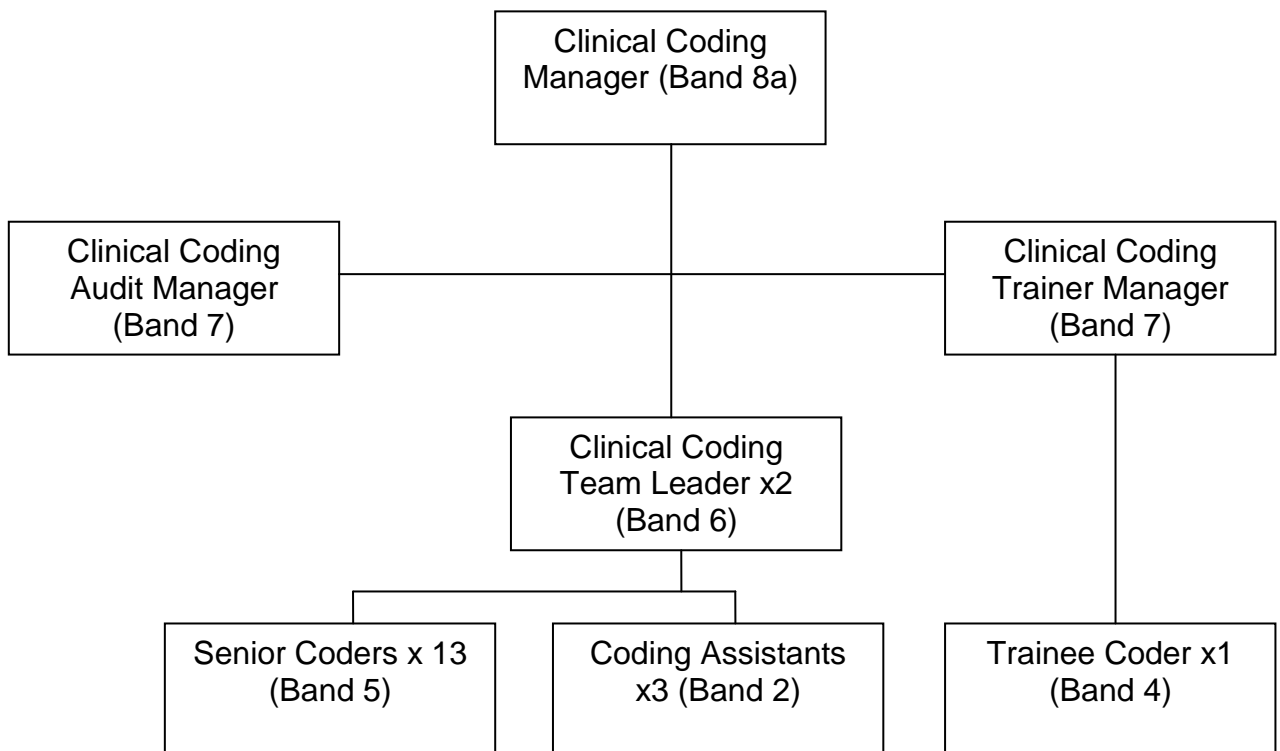 Clinical Coding
Manager (Band 8a)
Clinical Coding
Audit Manager
(Band 7)
Clinical Coding
Trainer Manager
(Band 7)
Clinical Coding
Team Leader x2
(Band 6)
Senior Coders x 13
(Band 5)
Coding Assistants
x3 (Band 2)
Trainee Coder x1
(Band 4)